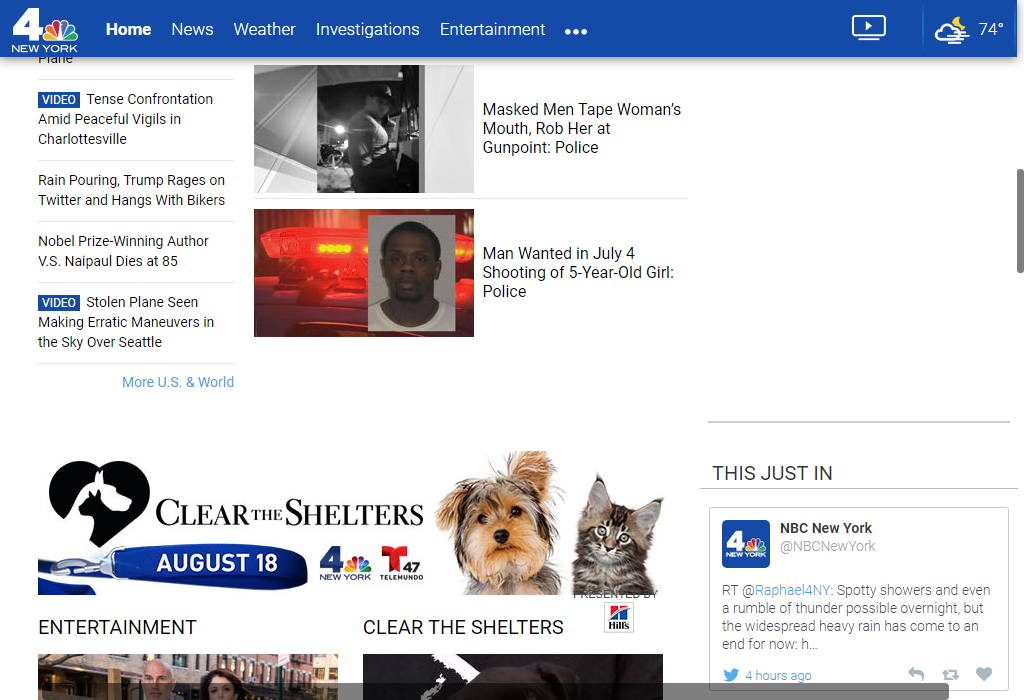 4
NEW YORK
Home
News
Weather
Investigations
Entertainment
74°
Plane
VIDEO Tense Confrontation
Amid Peaceful Vigils in
Charlottesville
Rain Pouring, Trump Rages on
Twitter and Hangs With Bikers
Nobel Prize-Winning Author
V.S. Naipaul Dies at 85
VIDEO Stolen Plane Seen
Making Erratic Maneuvers in
the Sky Over Seattle
More U.S. & World
Masked Men Tape Woman's
Mouth, Rob Her at
Gunpoint: Police
Man Wanted in July 4
Shooting of 5-Year-Old Girl:
Police
CLEAR THE SHELTERS
AUGUST 18
4
NEW YORK
T47
TELEMUNDO
PRESENTED BY
Hill's
ENTERTAINMENT
CLEAR THE SHELTERS
THIS JUST IN
4
NEW YORK
NBC New York
@NBCNewYork
RT @Raphael4NY: Spotty showers and even
a rumble of thunder possible overnight, but
the widespread heavy rain has come to an
end for now: h...
4 hours ago